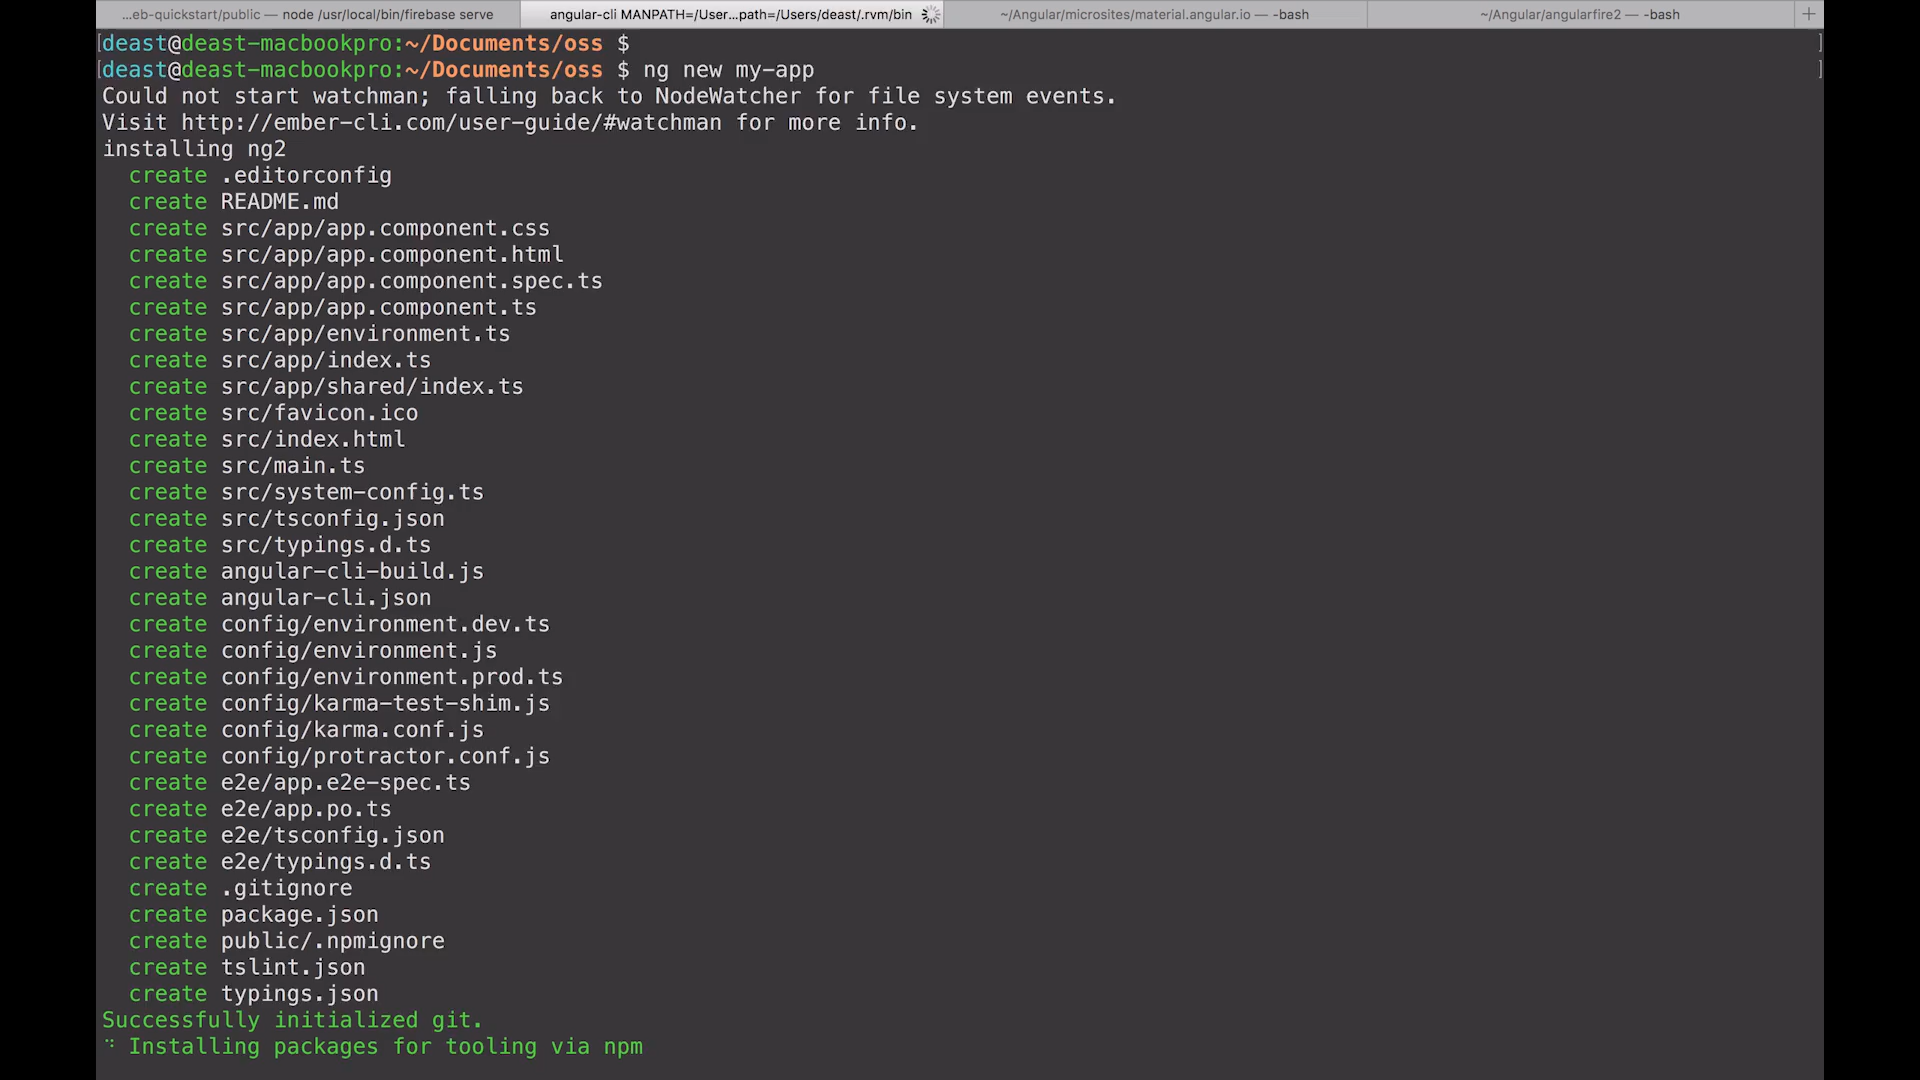 ...eb-quickstart/public — node /usr/local/bin/firebase serve
angular-cli MANPATH=/User...path=/Users/deast/.rvm/bin
~/Angular/microsites/material.angular.io — -bash
~/Angular/angularfire2 — -bash
+
[deast@deast-macbookpro:~/Documents/oss $ ]
[deast@deast-macbookpro:~/Documents/oss $ ng new my-app ]
Could not start watchman; falling back to NodeWatcher for file system events.
Visit http://ember-cli.com/user-guide/#watchman for more info.
installing ng2
create .editorconfig
create README.md
create src/app/app.component.css
create src/app/app.component.html
create src/app/app.component.spec.ts
create src/app/app.component.ts
create src/app/environment.ts
create src/app/index.ts
create src/app/shared/index.ts
create src/favicon.ico
create src/index.html
create src/main.ts
create src/system-config.ts
create src/tsconfig.json
create src/typings.d.ts
create angular-cli-build.js
create angular-cli.json
create config/environment.dev.ts
create config/environment.js
create config/environment.prod.ts
create config/karma-test-shim.js
create config/karma.conf.js
create config/protractor.conf.js
create e2e/app.e2e-spec.ts
create e2e/app.po.ts
create e2e/tsconfig.json
create e2e/typings.d.ts
create .gitignore
create package.json
create public/.npmignore
create tslint.json
create typings.json
Successfully initialized git.
Installing packages for tooling via npm